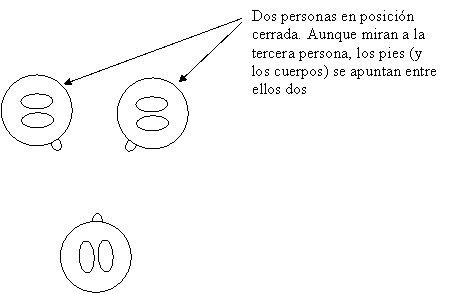 Dos personas en posición
cerrada. Aunque miran a la
tercera persona, los pies (y
los cuerpos) se apuntan entre
ellos dos